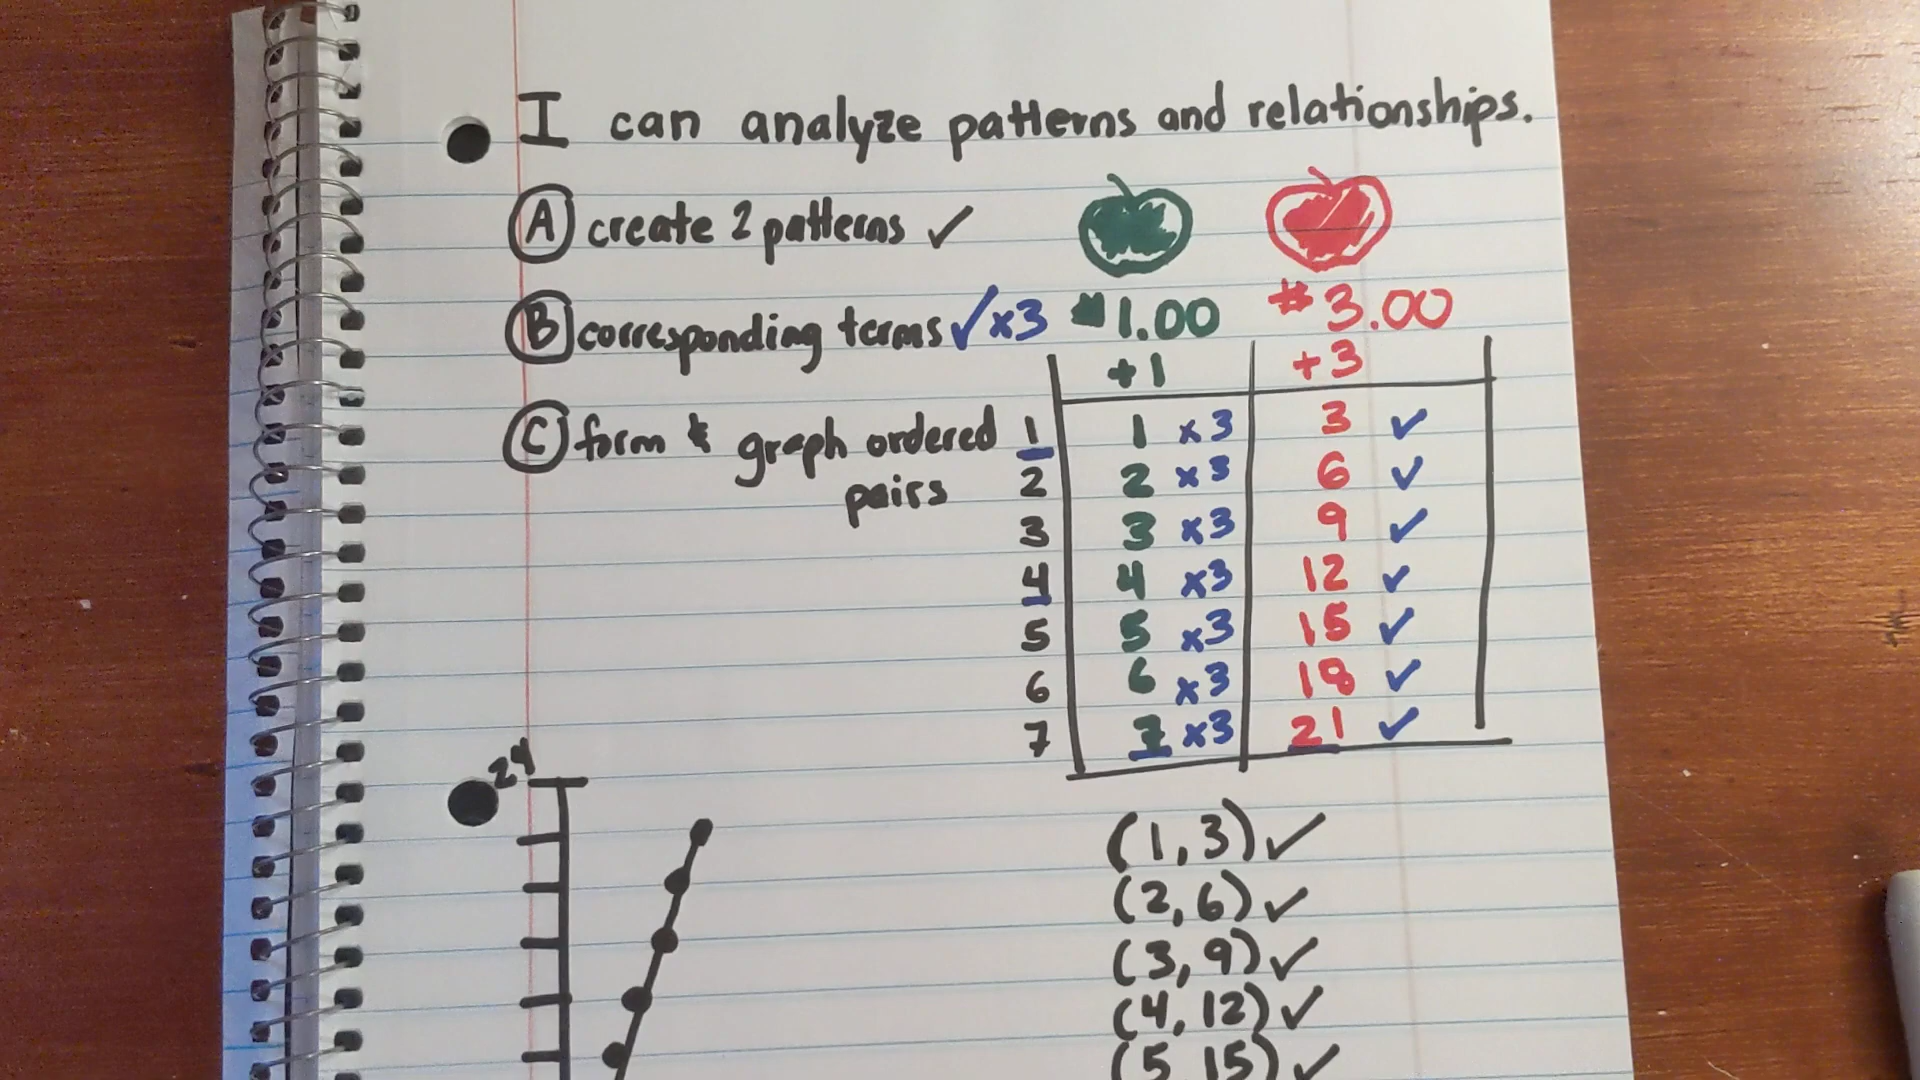 I can analyze patterns and relationships.
A create 2 patterns ✓
B corresponding terms ✓ x3 $1.00 $3.00
+1 +3
C form & graph ordered pairs
1 1 x3 3 ✓
2 2 x3 6 ✓
3 3 x3 9 ✓
4 4 x3 12 ✓
5 5 x3 15 ✓
6 6 x3 18 ✓
7 7 x3 21 ✓
24
(1, 3) ✓
(2, 6) ✓
(3, 9) ✓
(4, 12) ✓
(5, 15) ✓